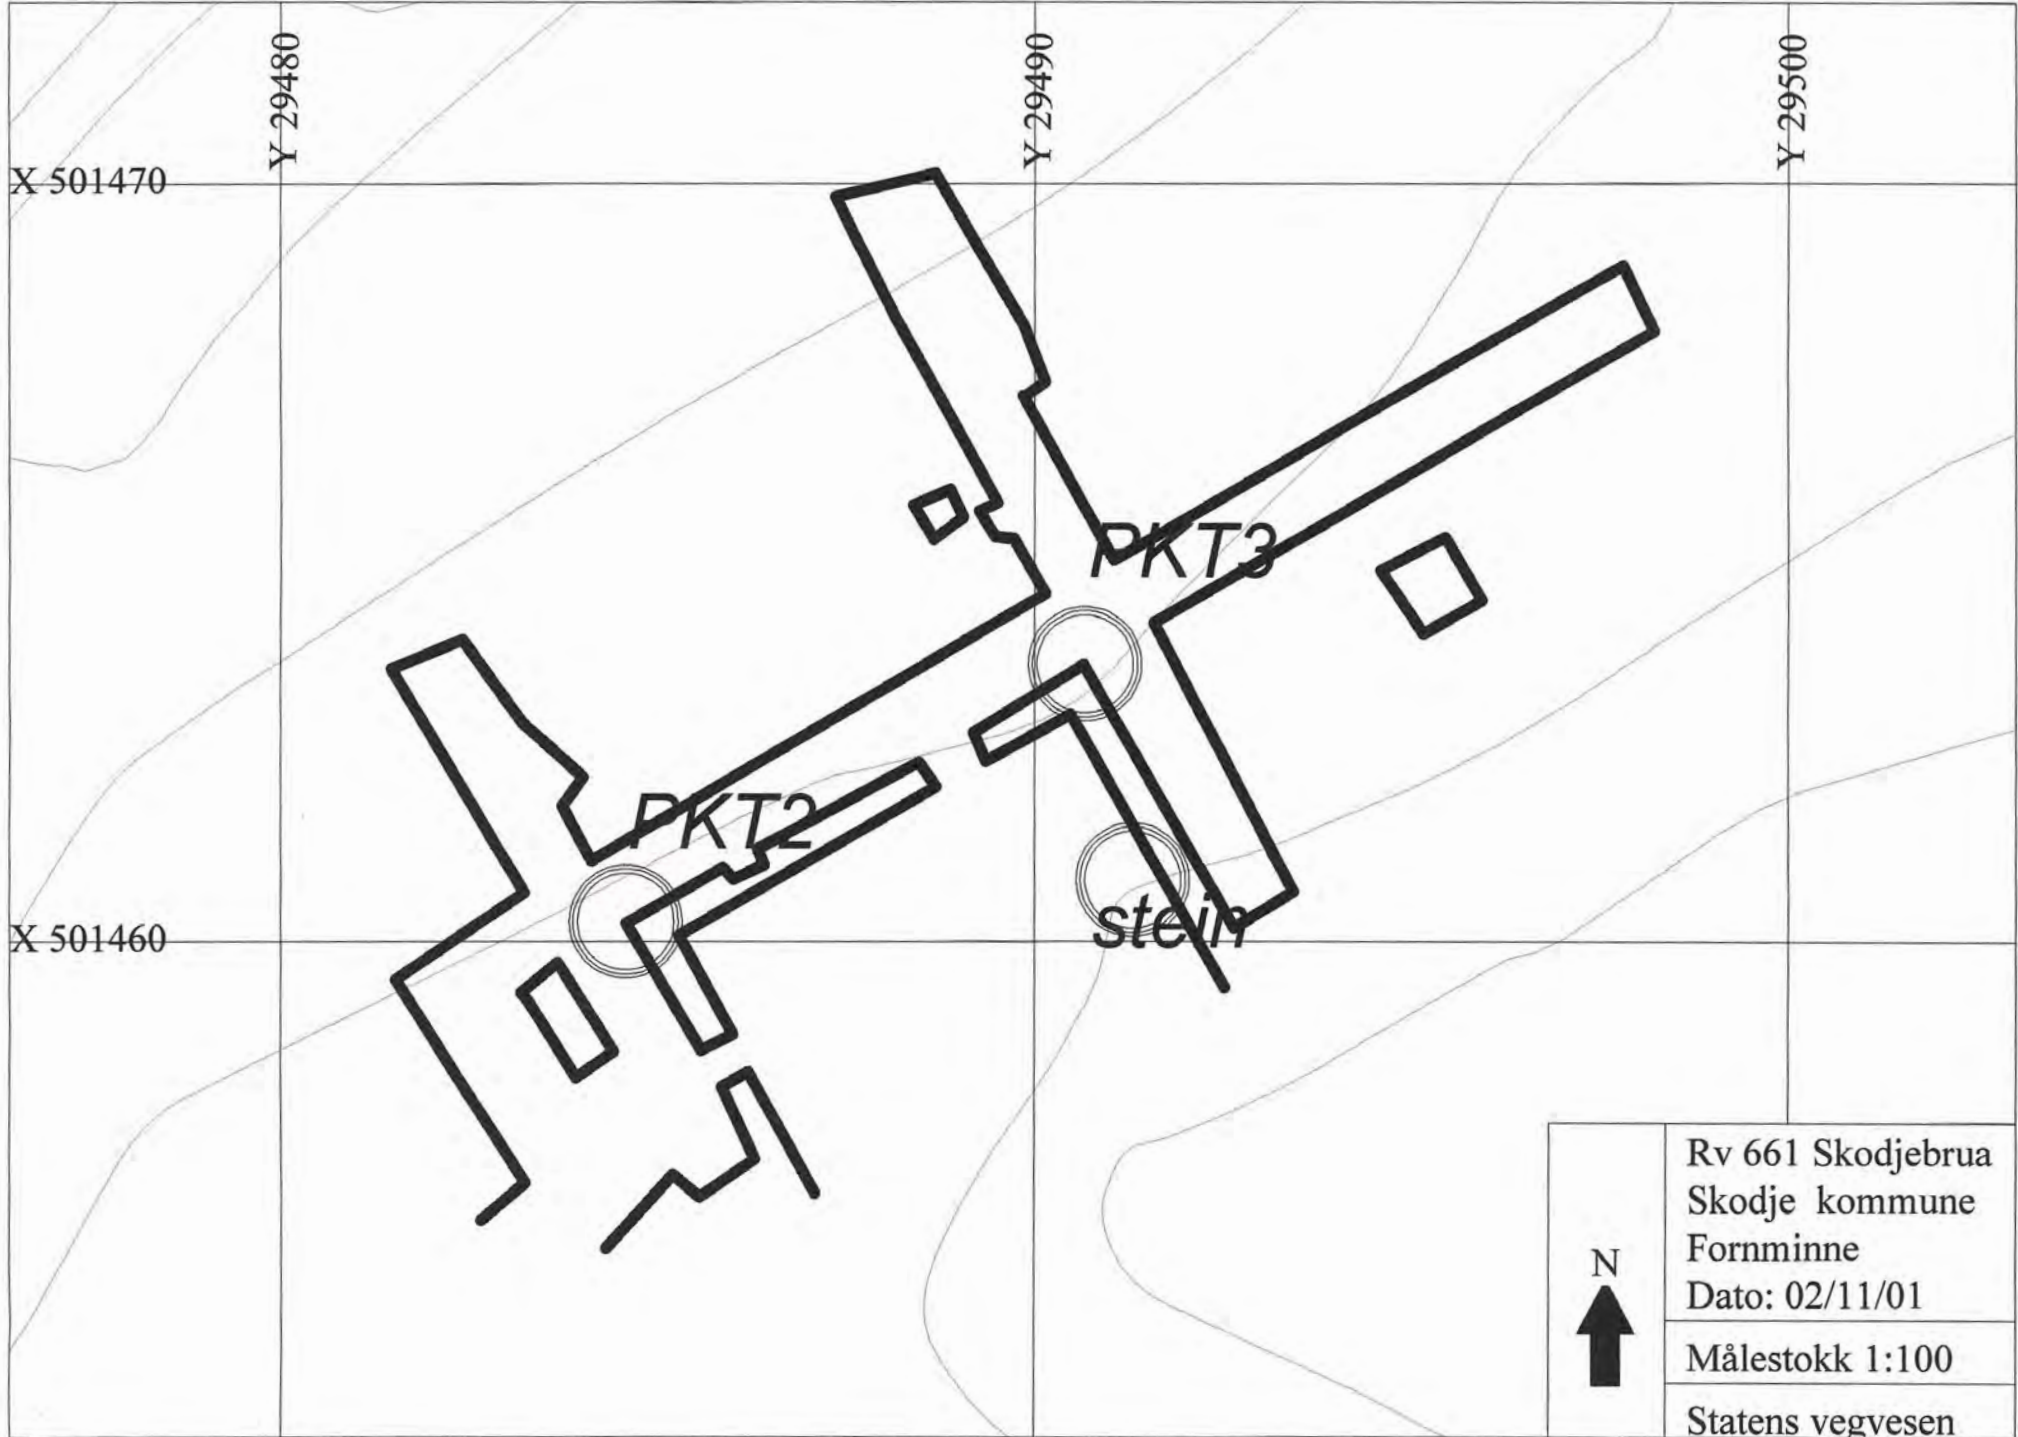 Y 29480
Y 29490
Y 29500
X 501470
PKT3
PKT2
stein
X 501460
N
Rv 661 Skodjebrua
Skodje kommune
Fornminne
Dato: 02/11/01
Målestokk 1:100
Statens vegvesen